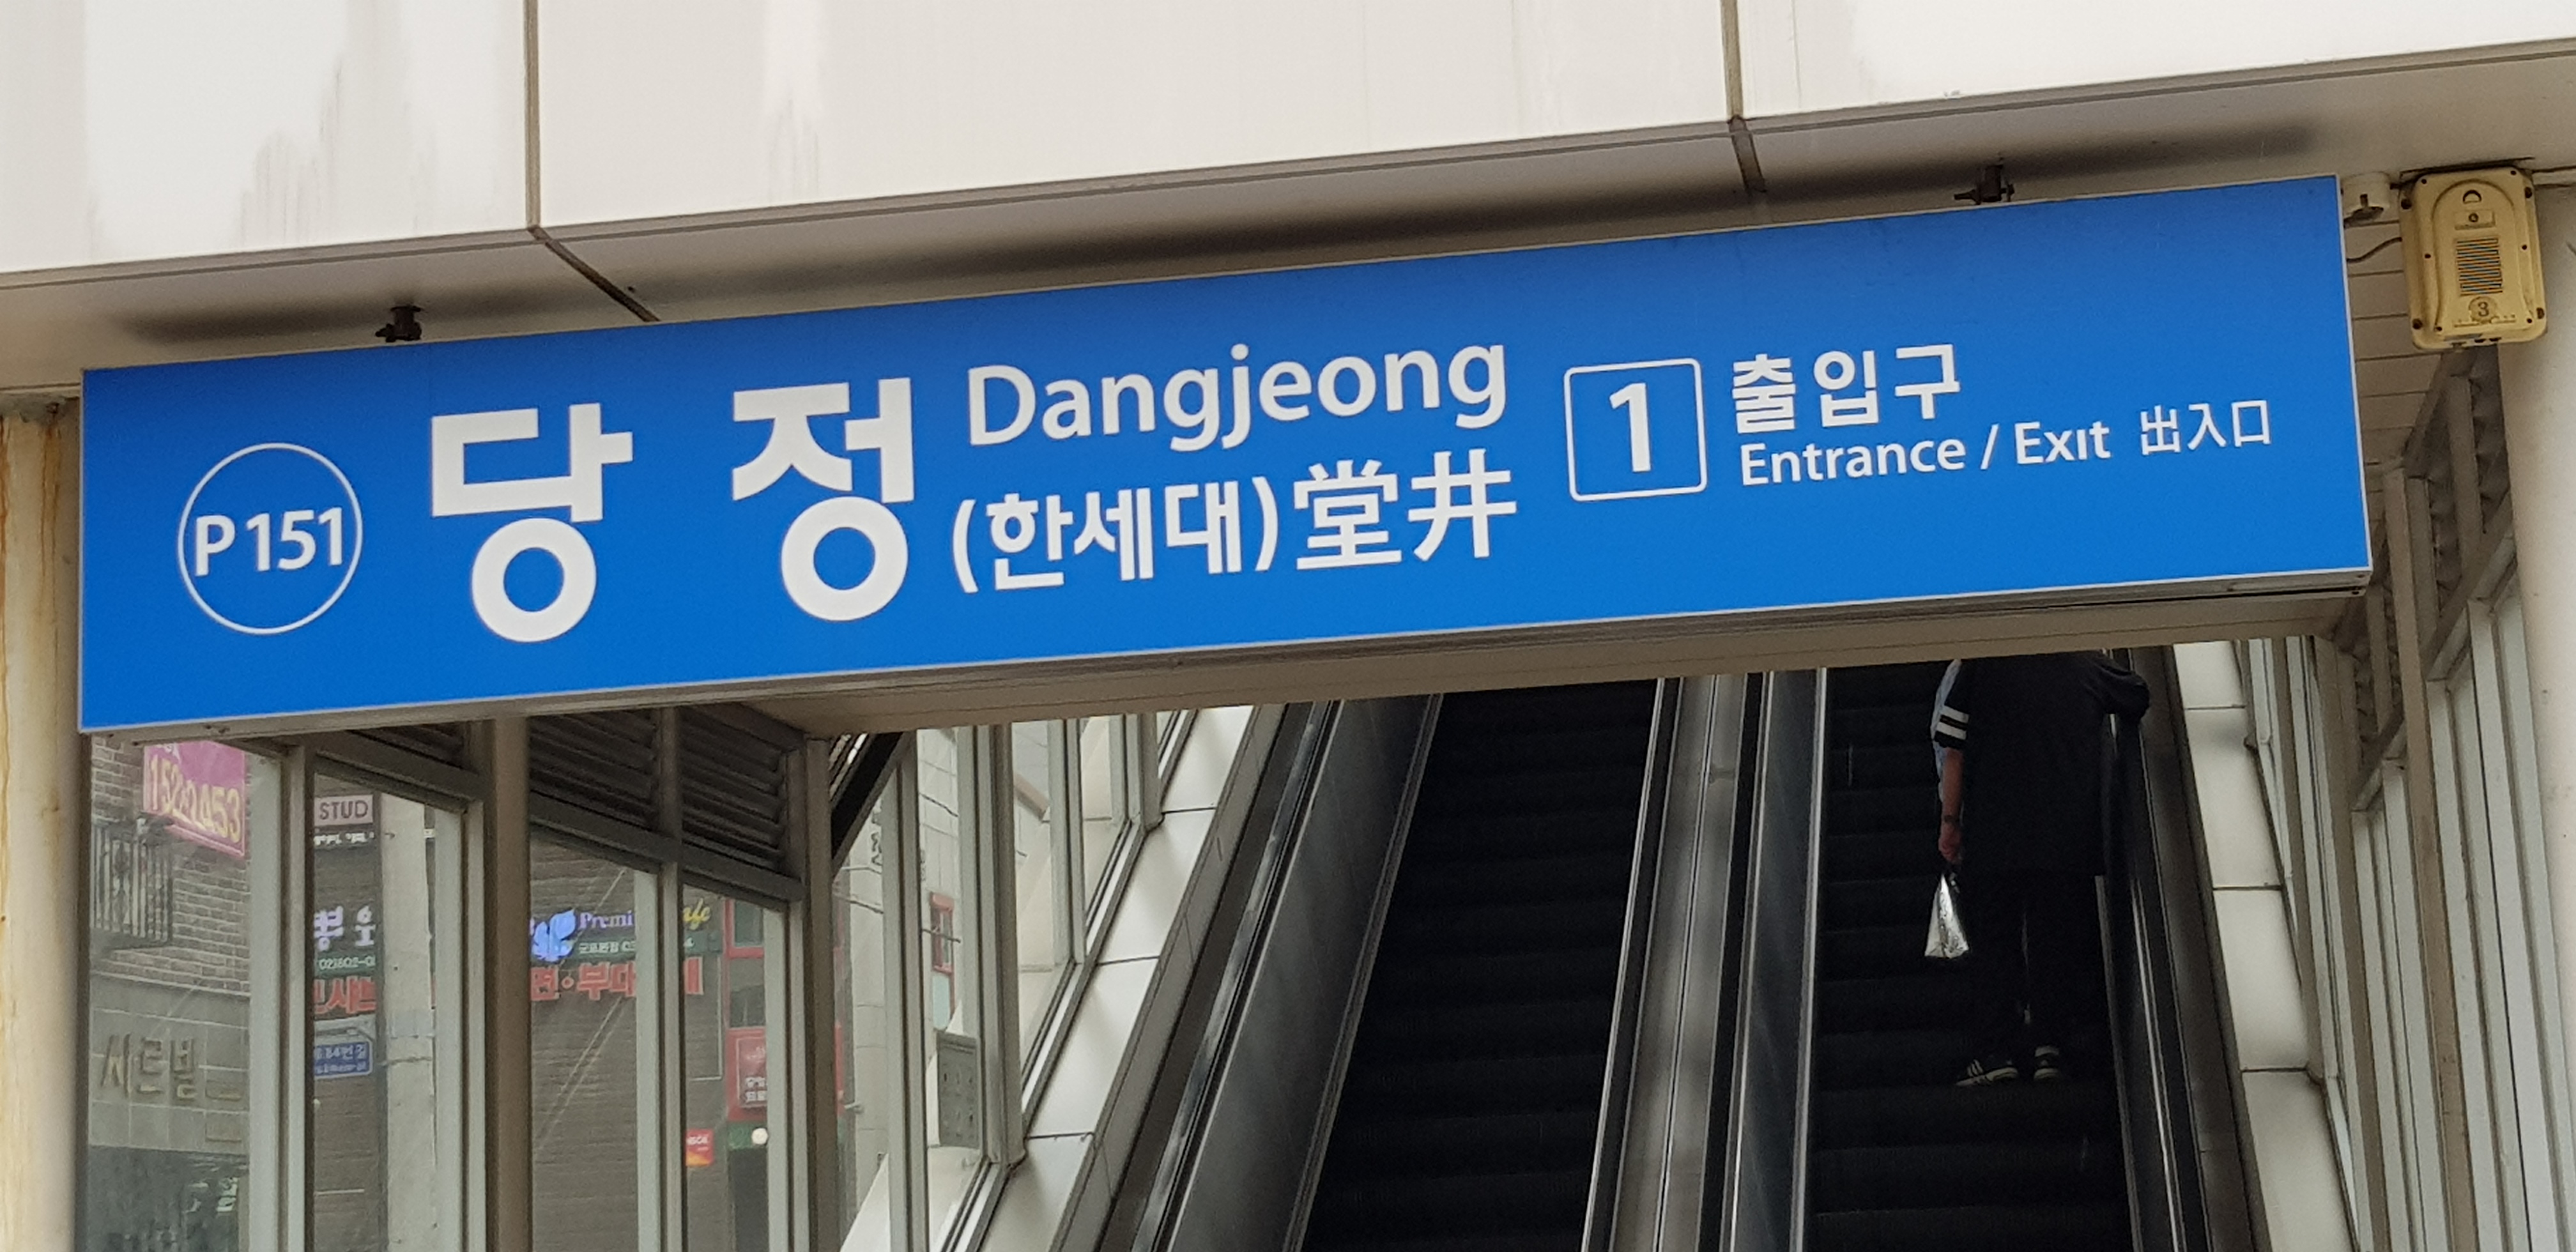 P151
당 정
Dangjeong
(한세대)堂井
1
출입구
Entrance / Exit 出入口
3
STUD